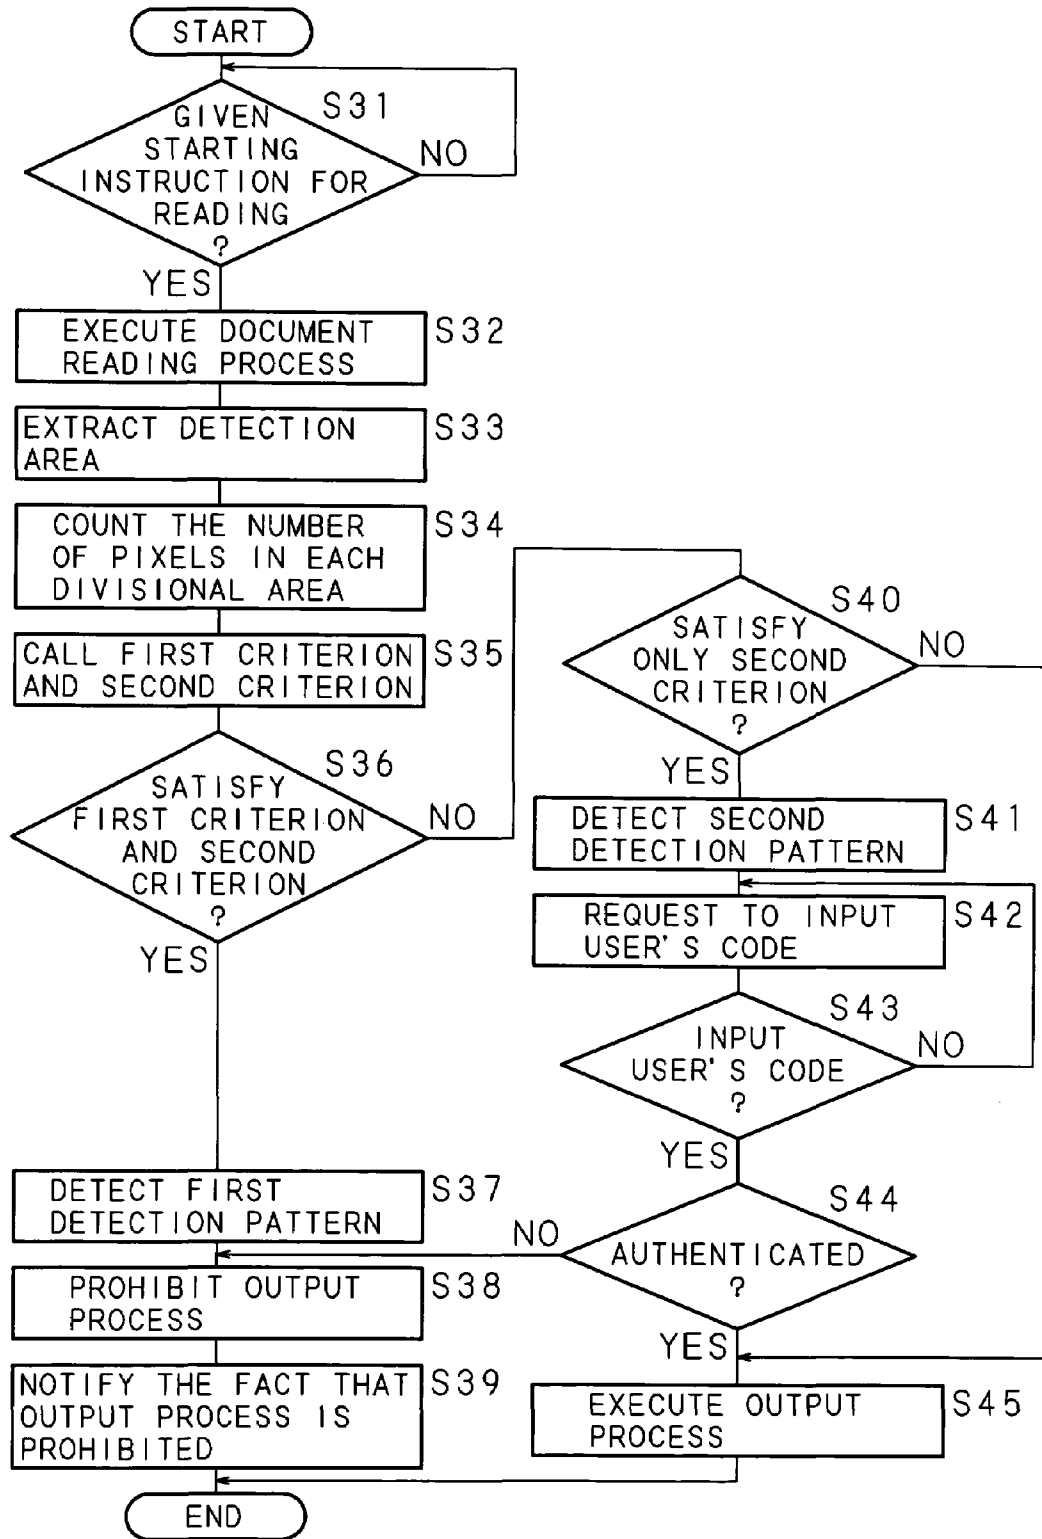 START
S31
GIVEN
STARTING
INSTRUCTION FOR
READING
?
NO
YES
EXECUTE DOCUMENT
READING PROCESS
S32
EXTRACT DETECTION
AREA
S33
COUNT THE NUMBER
OF PIXELS IN EACH
DIVISIONAL AREA
S34
CALL FIRST CRITERION
AND SECOND CRITERION
S35
S36
SATISFY
FIRST CRITERION
AND SECOND
CRITERION
?
NO
YES
DETECT FIRST
DETECTION PATTERN
S37
PROHIBIT OUTPUT
PROCESS
S38
NOTIFY THE FACT THAT
OUTPUT PROCESS IS
PROHIBITED
S39
END
S40
SATISFY
ONLY SECOND
CRITERION
?
NO
YES
DETECT SECOND
DETECTION PATTERN
S41
REQUEST TO INPUT
USER'S CODE
S42
S43
INPUT
USER'S CODE
?
NO
YES
S44
AUTHENTICATED
?
NO
YES
EXECUTE OUTPUT
PROCESS
S45